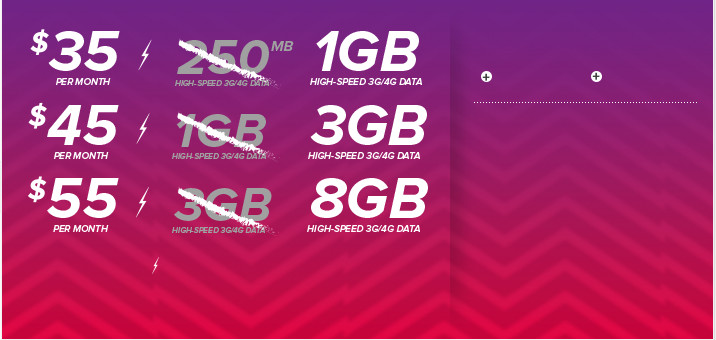 $35 250MB 1GB
PER MONTH HIGH-SPEED 3G/4G DATA HIGH-SPEED 3G/4G DATA
$45 1GB 3GB
PER MONTH HIGH-SPEED 3G/4G DATA HIGH-SPEED 3G/4G DATA
$55 3GB 8GB
PER MONTH HIGH-SPEED 3G/4G DATA HIGH-SPEED 3G/4G DATA